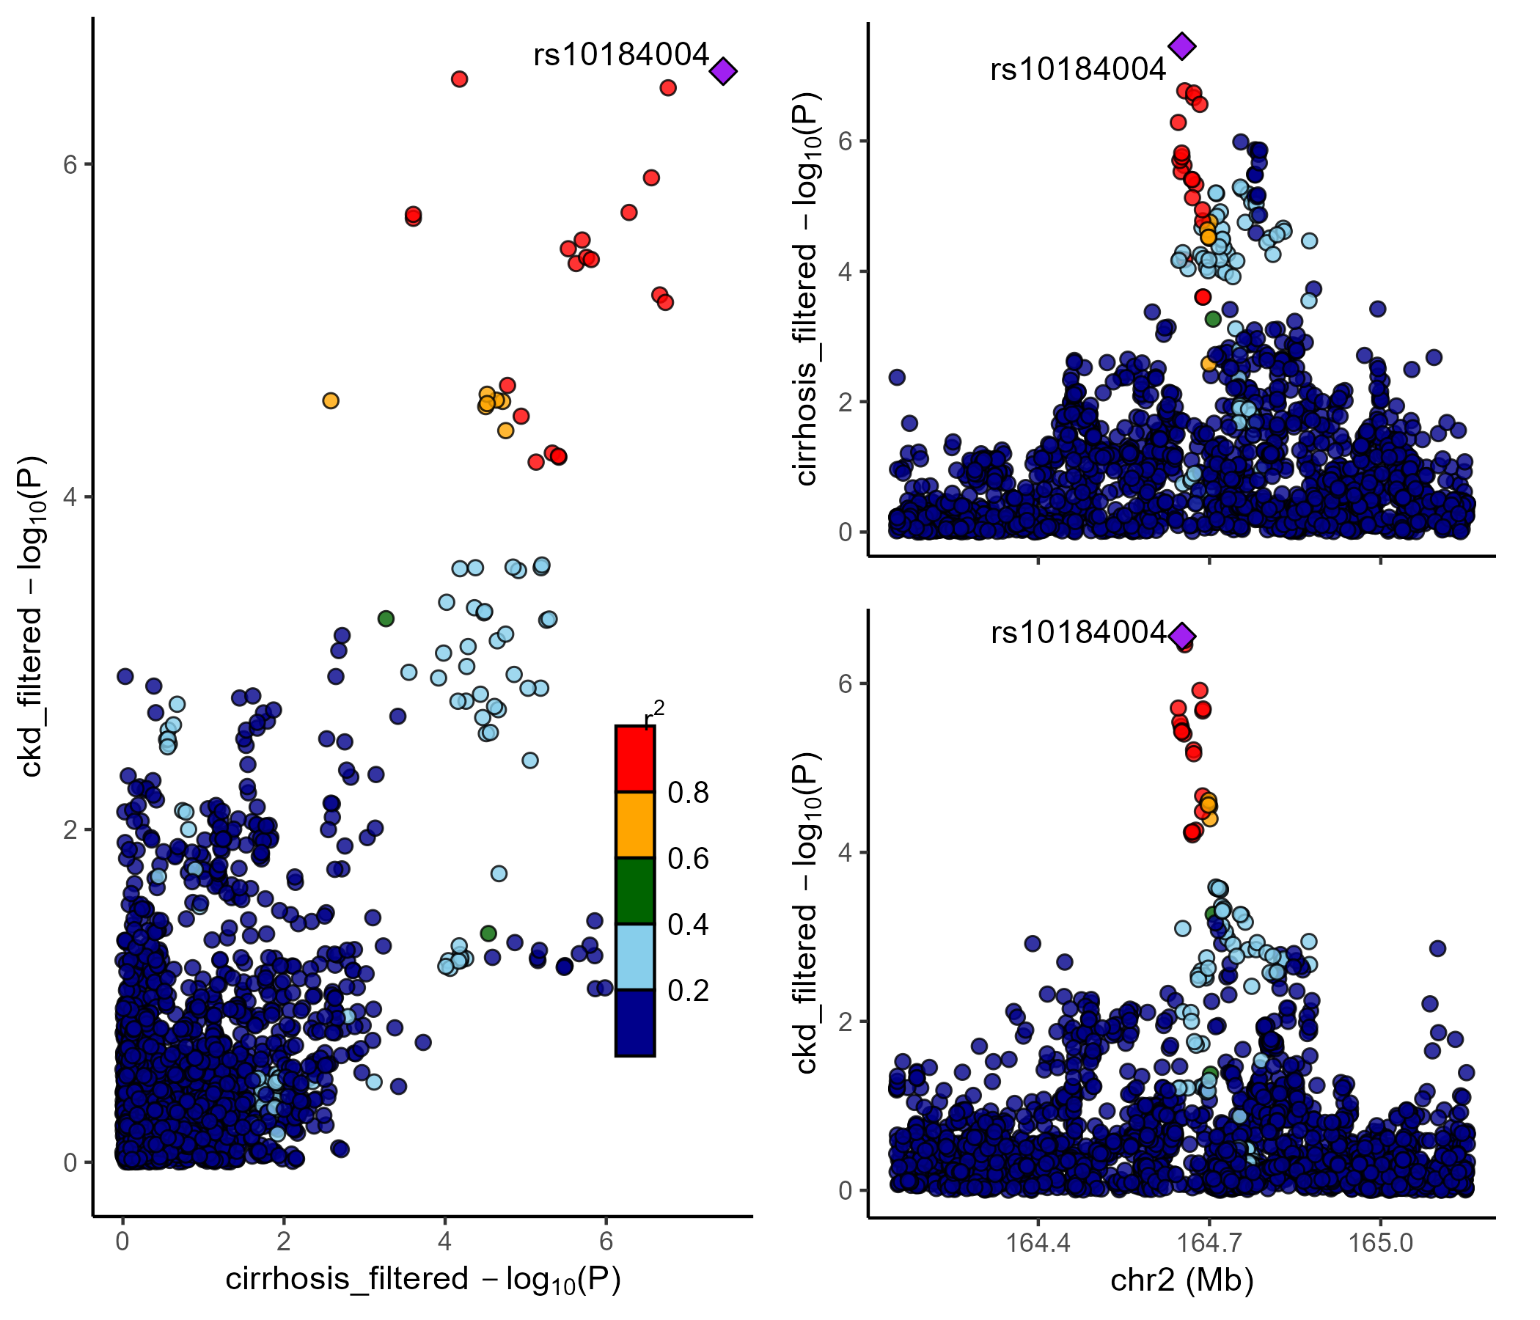 rs10184004
6
4
2
0
ckd_filtered −log10(P)
0
2
4
6
cirrhosis_filtered −log10(P)
r2
0.8
0.6
0.4
0.2
rs10184004
6
4
2
0
cirrhosis_filtered −log10(P)
rs10184004
6
4
2
0
ckd_filtered −log10(P)
164.4
164.7
165.0
chr2 (Mb)